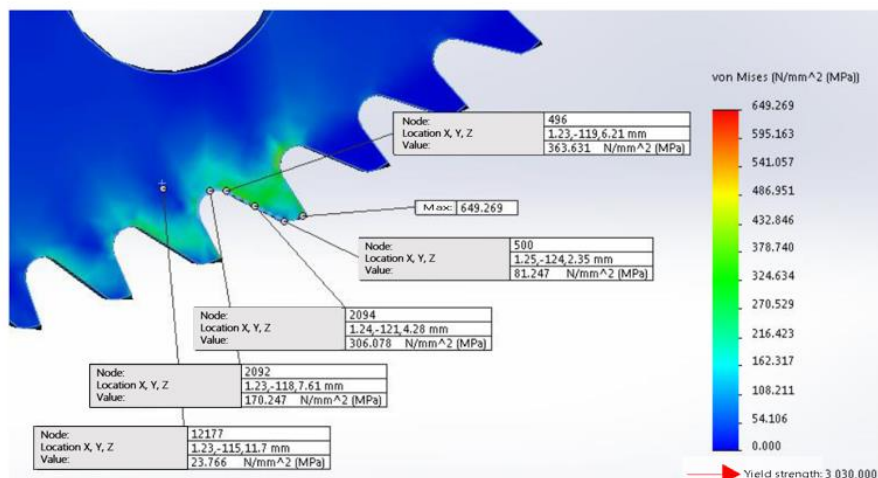 von Mises (N/mm^2 (MPa))
649.269
595.163
541.057
486.951
432.846
378.740
324.634
270.529
216.423
162.317
108.211
54.106
0.000
Yield strength: 3 030.000
Node: 496
Location X, Y, Z 1.23,-119,6.21 mm
Value: 363.631 N/mm^2 (MPa)
Max: 649.269
Node: 500
Location X, Y, Z 1.25,-124,2.35 mm
Value: 81.247 N/mm^2 (MPa)
Node: 2094
Location X, Y, Z 1.24,-121,4.28 mm
Value: 306.078 N/mm^2 (MPa)
Node: 2092
Location X, Y, Z 1.23,-118,7.61 mm
Value: 170.247 N/mm^2 (MPa)
Node: 12177
Location X, Y, Z 1.23,-115,11.7 mm
Value: 23.766 N/mm^2 (MPa)